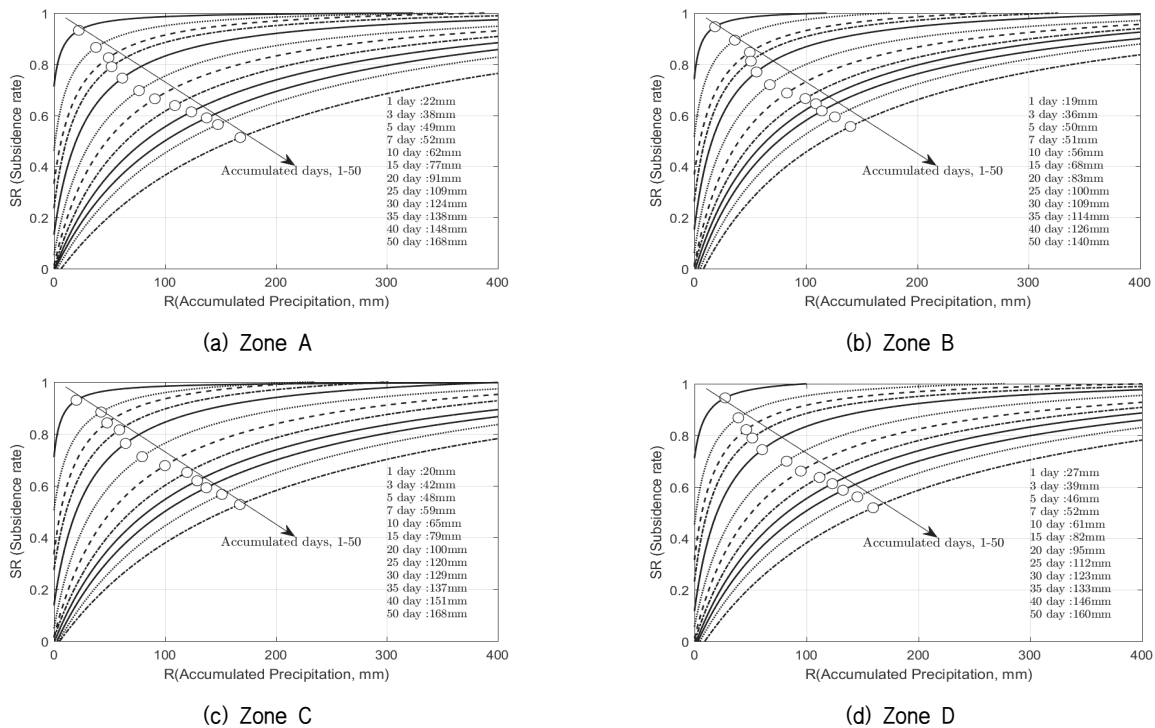 1
0.8
0.6
0.4
0.2
0
SR (Subsidence rate)
1 day :22mm
3 day :38mm
5 day :49mm
7 day :52mm
10 day :62mm
15 day :77mm
20 day :91mm
25 day :109mm
30 day :124mm
35 day :138mm
40 day :148mm
50 day :168mm
Accumulated days, 1-50
0 100 200 300 400
R(Accumulated Precipitation, mm)
(a) Zone A
1
0.8
0.6
0.4
0.2
0
SR (Subsidence rate)
1 day :19mm
3 day :36mm
5 day :50mm
7 day :51mm
10 day :56mm
15 day :68mm
20 day :83mm
25 day :100mm
30 day :109mm
35 day :114mm
40 day :126mm
50 day :140mm
Accumulated days, 1-50
0 100 200 300 400
R(Accumulated Precipitation, mm)
(b) Zone B
1
0.8
0.6
0.4
0.2
0
SR (Subsidence rate)
1 day :20mm
3 day :42mm
5 day :48mm
7 day :59mm
10 day :65mm
15 day :79mm
20 day :100mm
25 day :120mm
30 day :129mm
35 day :137mm
40 day :151mm
50 day :168mm
Accumulated days, 1-50
0 100 200 300 400
R(Accumulated Precipitation, mm)
(c) Zone C
1
0.8
0.6
0.4
0.2
0
SR (Subsidence rate)
1 day :27mm
3 day :39mm
5 day :46mm
7 day :52mm
10 day :61mm
15 day :82mm
20 day :95mm
25 day :112mm
30 day :123mm
35 day :133mm
40 day :146mm
50 day :160mm
Accumulated days, 1-50
0 100 200 300 400
R(Accumulated Precipitation, mm)
(d) Zone D